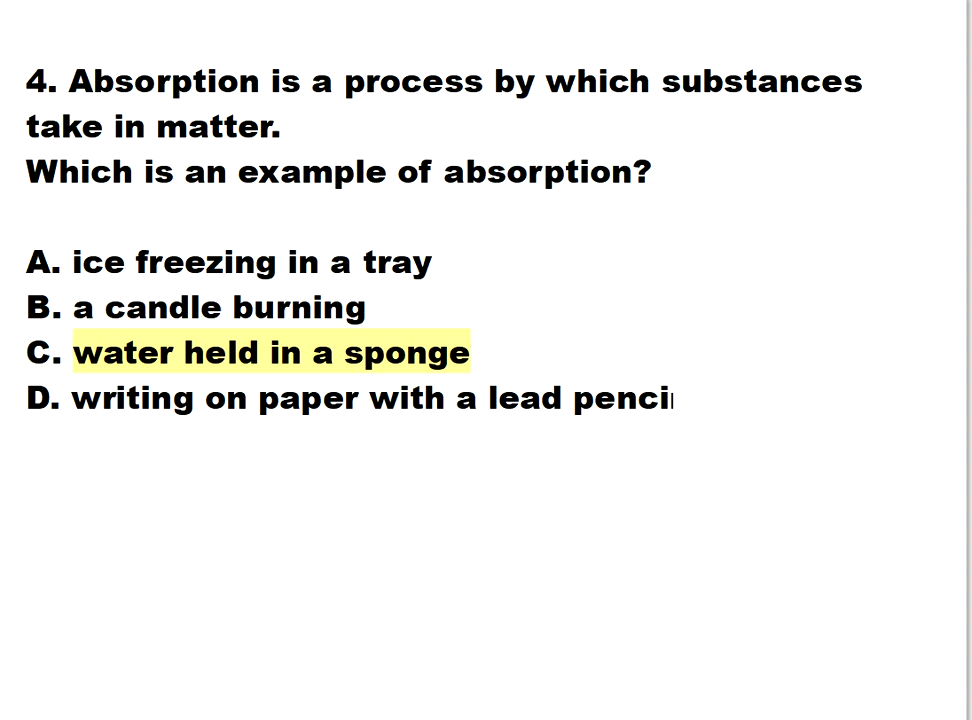 4. Absorption is a process by which substances
take in matter.
Which is an example of absorption?
A. ice freezing in a tray
B. a candle burning
C. water held in a sponge
D. writing on paper with a lead